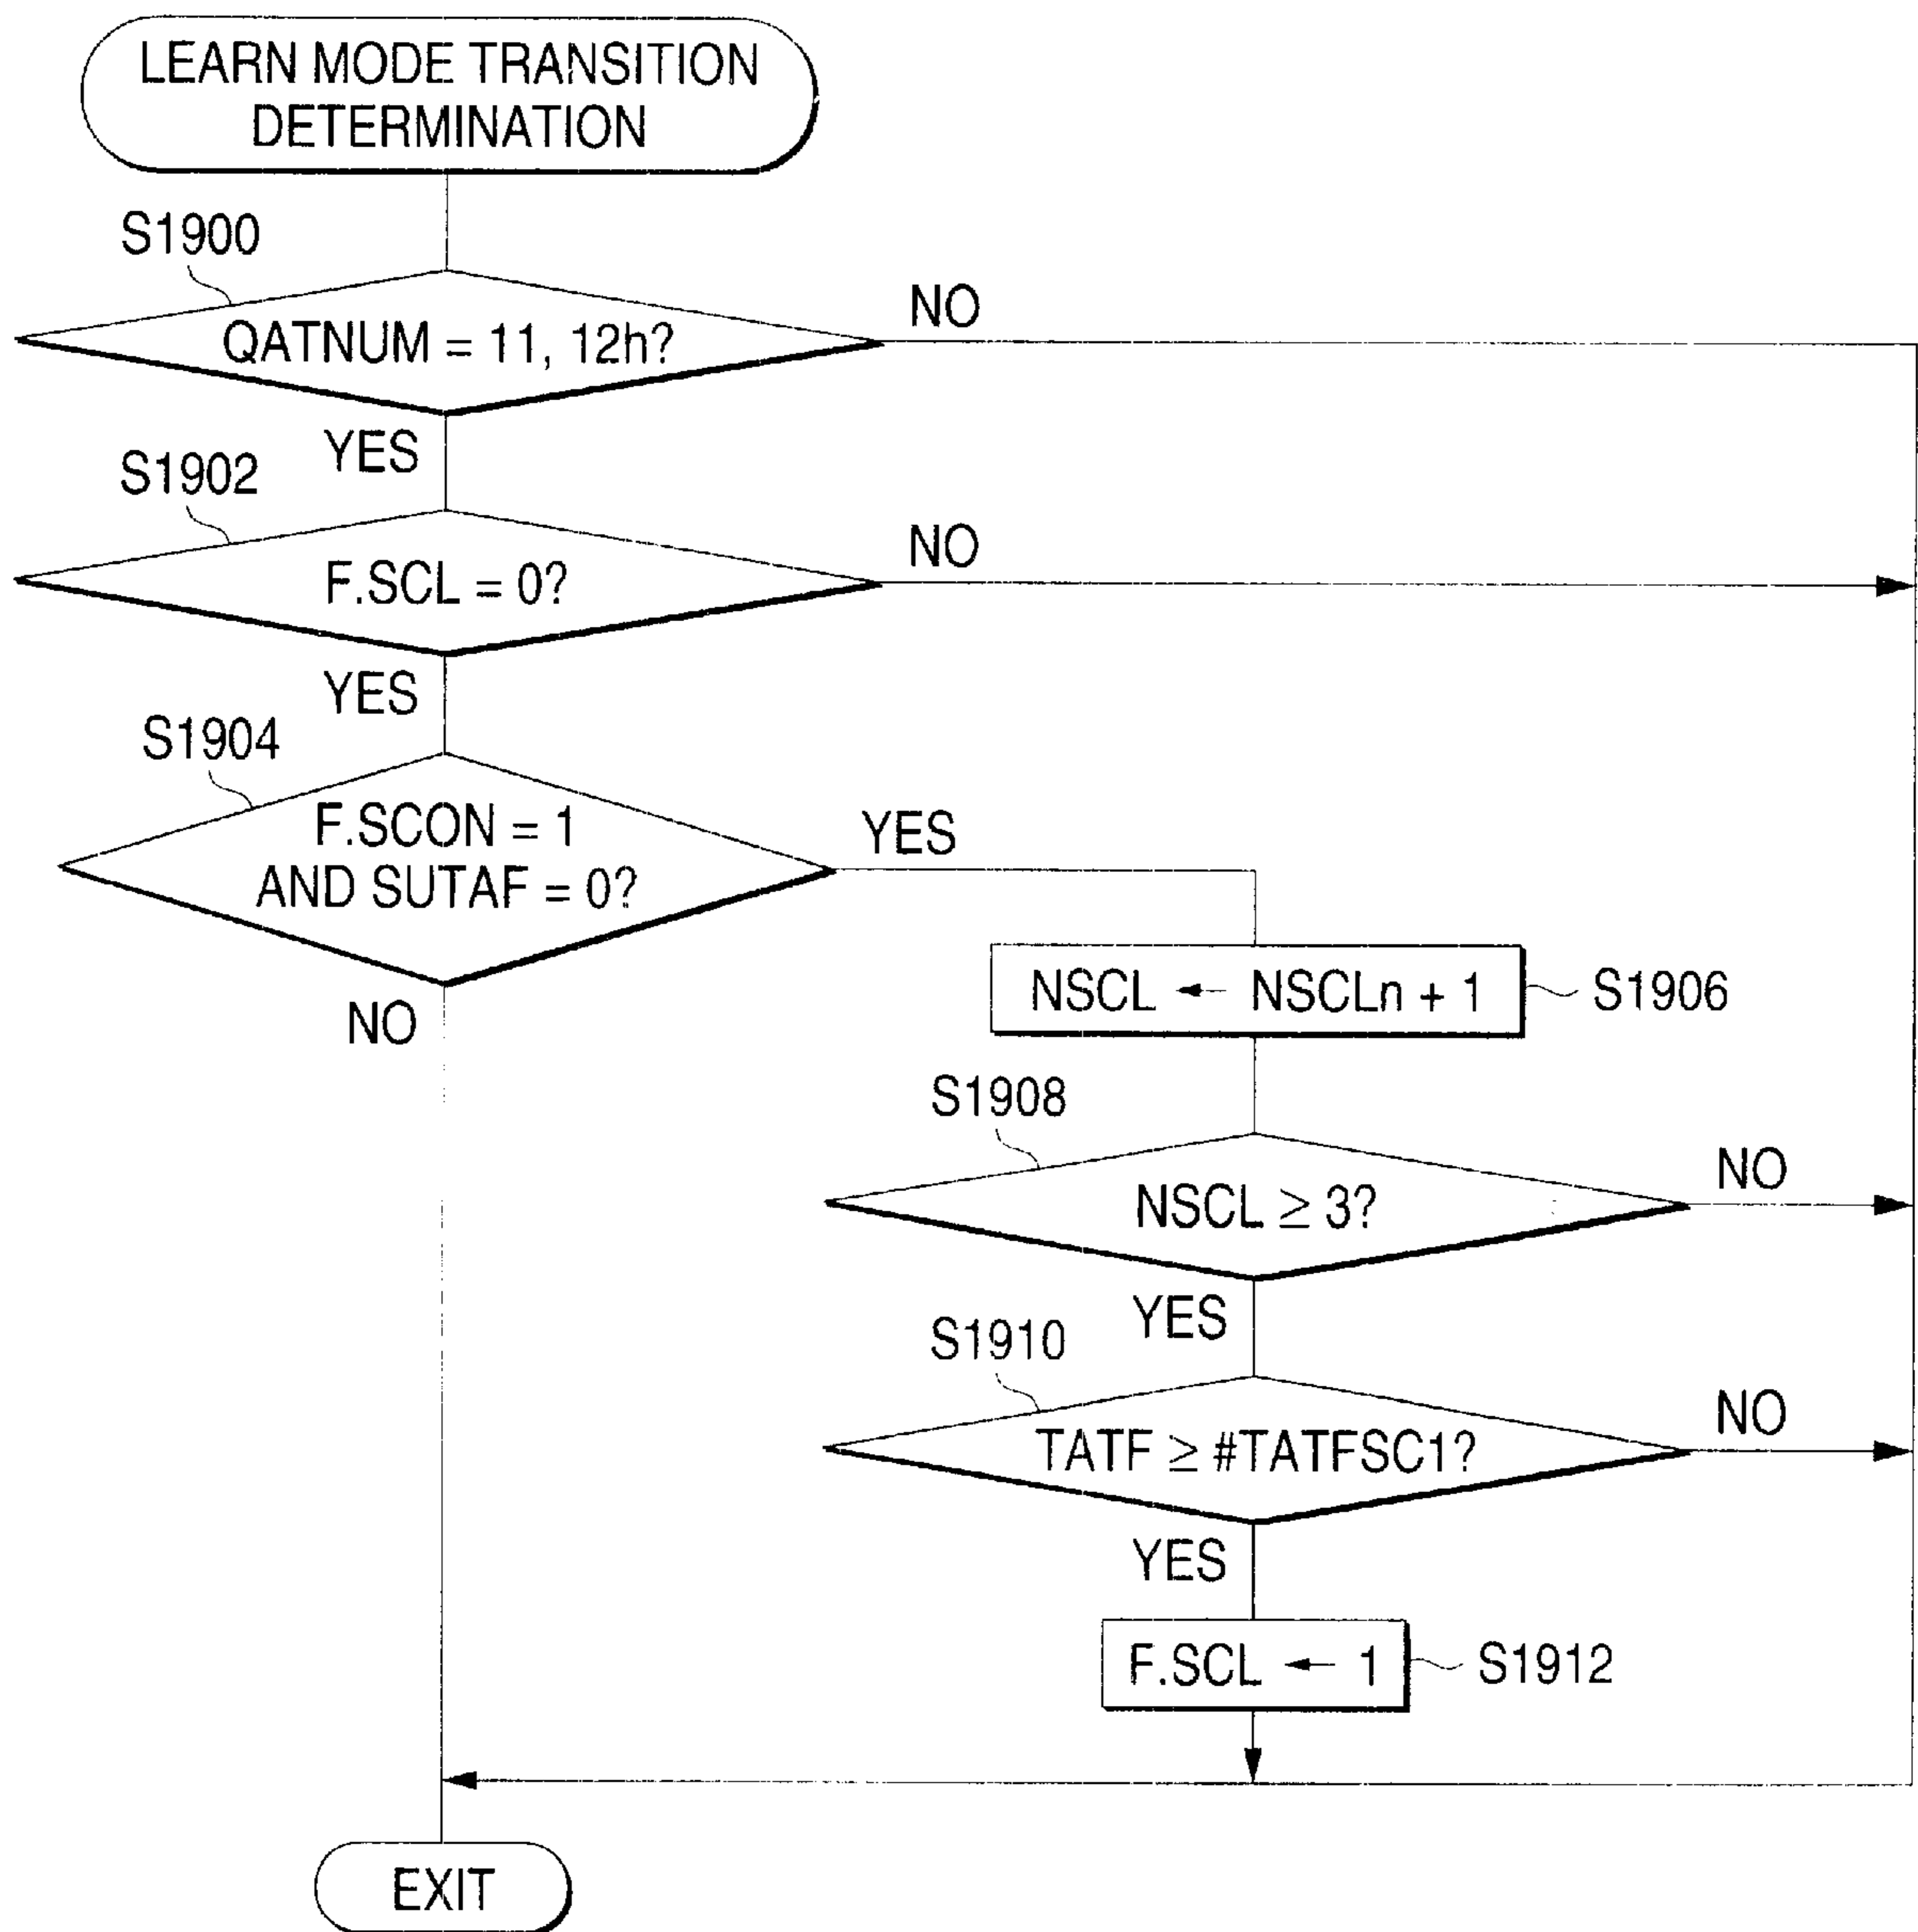 LEARN MODE TRANSITION
DETERMINATION
S1900
QATNUM = 11, 12h?
NO
YES
S1902
F.SCL = 0?
NO
YES
S1904
F.SCON = 1
AND SUTAF = 0?
YES
NO
NSCL ← NSCLn + 1
S1906
S1908
NSCL ≥ 3?
NO
YES
S1910
TATF ≥ #TATFSC1?
NO
YES
F.SCL ← 1
S1912
EXIT